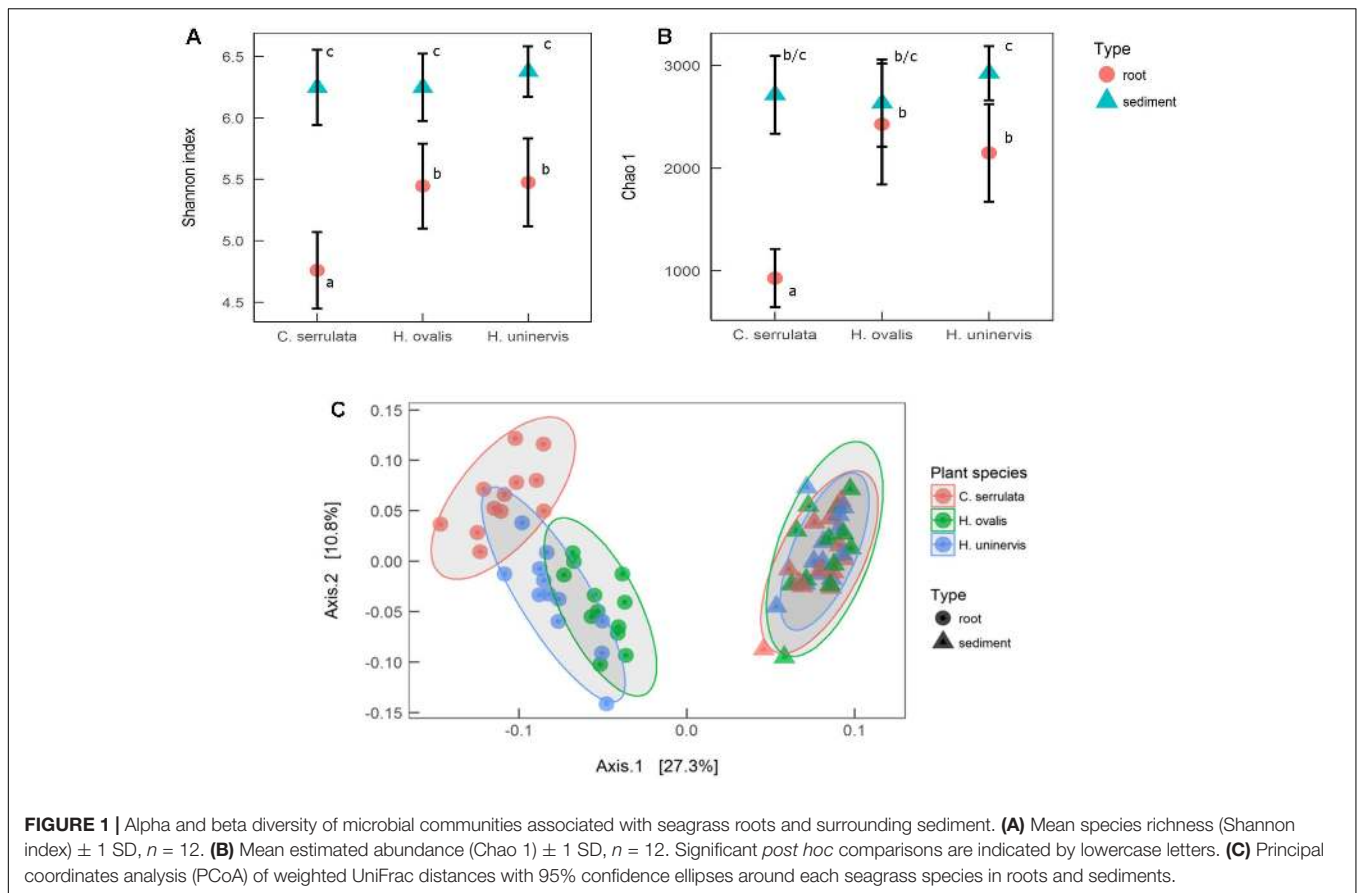 A
B
Type
root
sediment
Shannon index
6.5
6.0
5.5
5.0
4.5
c
c
c
b
b
a
C. serrulata
H. ovalis
H. uninervis
Chao 1
3000
2000
1000
b/c
b/c
c
b
b
a
C. serrulata
H. ovalis
H. uninervis
C
Axis.2 [10.8%]
0.15
0.10
0.05
0.00
-0.05
-0.10
-0.15
-0.1
0.0
0.1
Axis.1 [27.3%]
Plant species
C. serrulata
H. ovalis
H. uninervis
Type
root
sediment
FIGURE 1 | Alpha and beta diversity of microbial communities associated with seagrass roots and surrounding sediment. (A) Mean species richness (Shannon
index) ± 1 SD, n = 12. (B) Mean estimated abundance (Chao 1) ± 1 SD, n = 12. Significant post hoc comparisons are indicated by lowercase letters. (C) Principal
coordinates analysis (PCoA) of weighted UniFrac distances with 95% confidence ellipses around each seagrass species in roots and sediments.